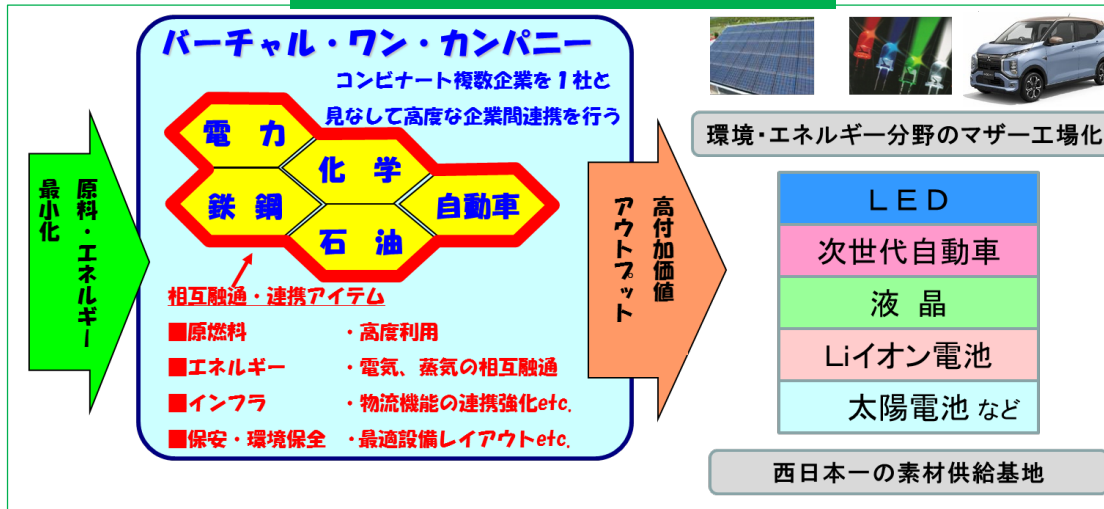 バーチャル・ワン・カンパニー
コンビナート複数企業を1社と
見なして高度な企業間連携を行う
電 力
化 学
鉄 鋼
自動車
石 油
原料・エネルギー
最小化
相互融通・連携アイテム
■原燃料 ・高度利用
■エネルギー ・電気、蒸気の相互融通
■インフラ ・物流機能の連携強化etc.
■保安・環境保全 ・最適設備レイアウトetc.
高付加価値
アウトプット
環境・エネルギー分野のマザー工場化
LED
次世代自動車
液 晶
Liイオン電池
太陽電池 など
西日本一の素材供給基地